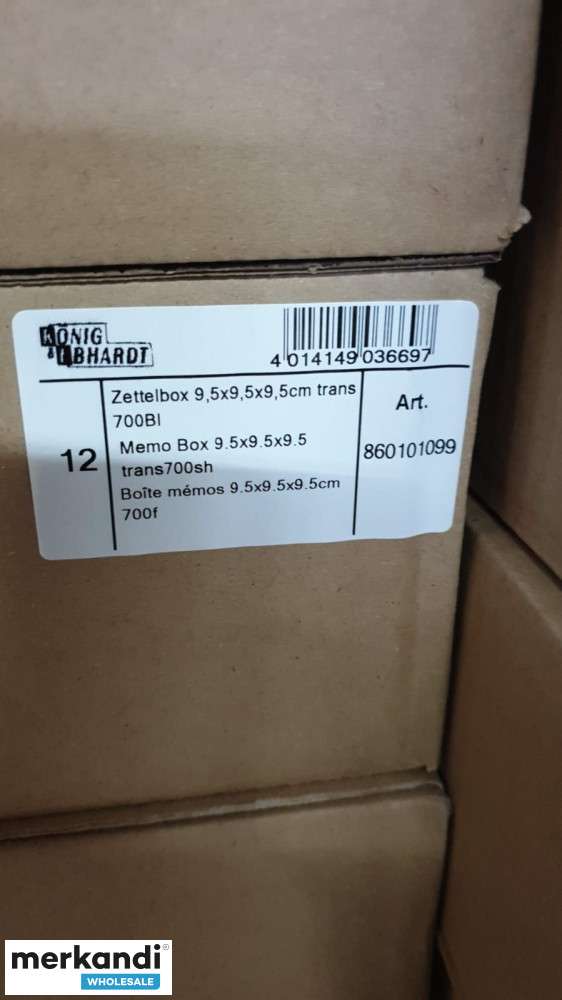 KÖNIG
& EBHARDT
4 014149 036697
12
Zettelbox 9,5x9,5x9,5cm trans
700Bl
Memo Box 9.5x9.5x9.5
trans700sh
Boîte mémos 9.5x9.5x9.5cm
700f
Art.
860101099
merkandi®
WHOLESALE